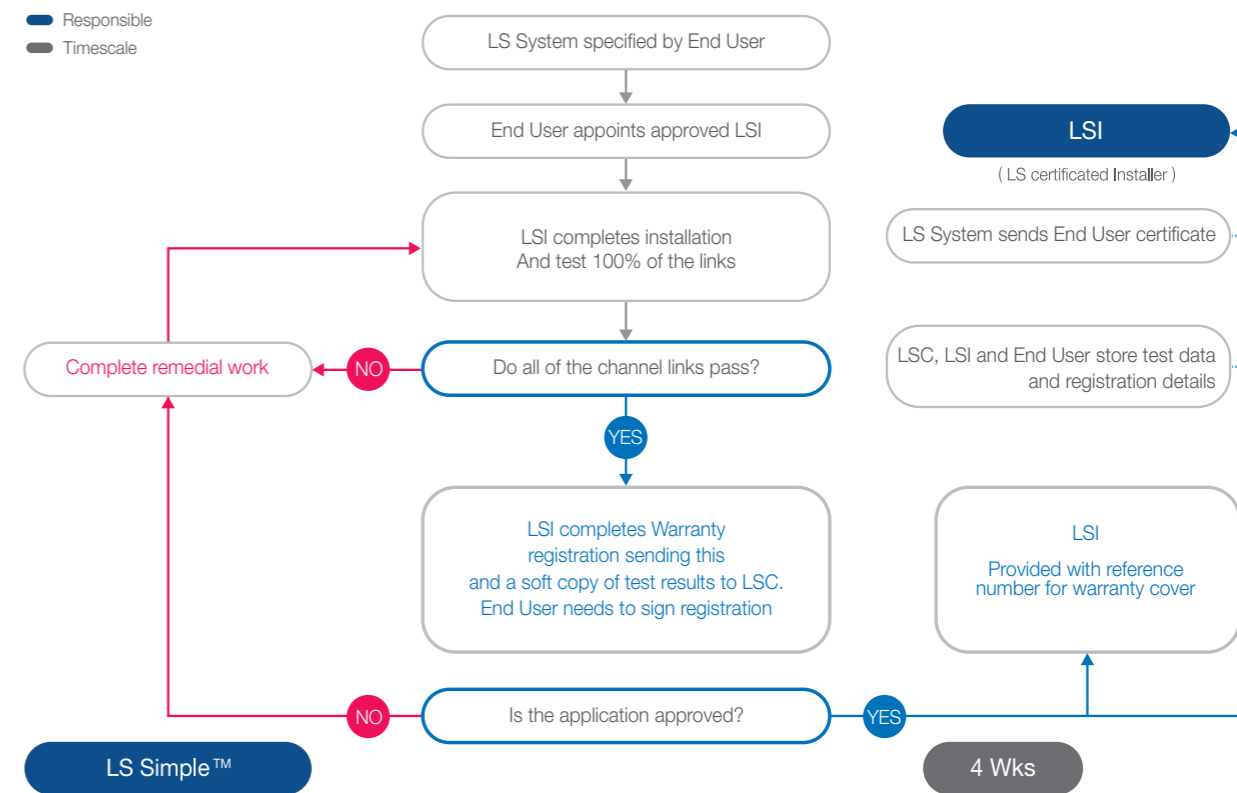 Responsible
Timescale
LS System specified by End User
End User appoints approved LSI
LSI completes installation
And test 100% of the links
Complete remedial work
NO
Do all of the channel links pass?
YES
LSI completes Warranty
registration sending this
and a soft copy of test results to LSC.
End User needs to sign registration
NO
Is the application approved?
YES
LS Simple™
4 Wks
LSI
( LS certificated Installer )
LS System sends End User certificate
LSC, LSI and End User store test data
and registration details
LSI
Provided with reference
number for warranty cover